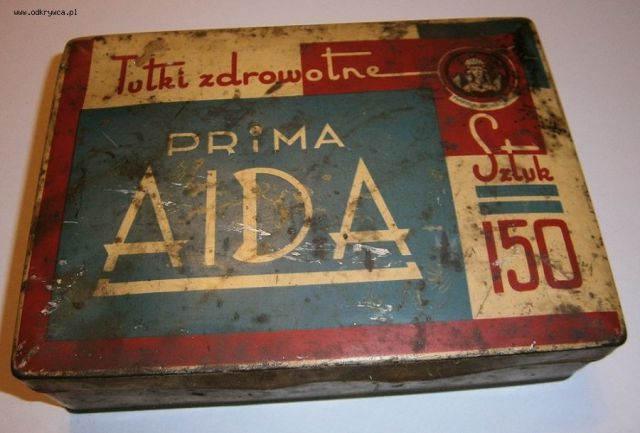 www.odkrywca.pl
Tutki zdrowotne
PRiMA
AIDA
Sztuk
150